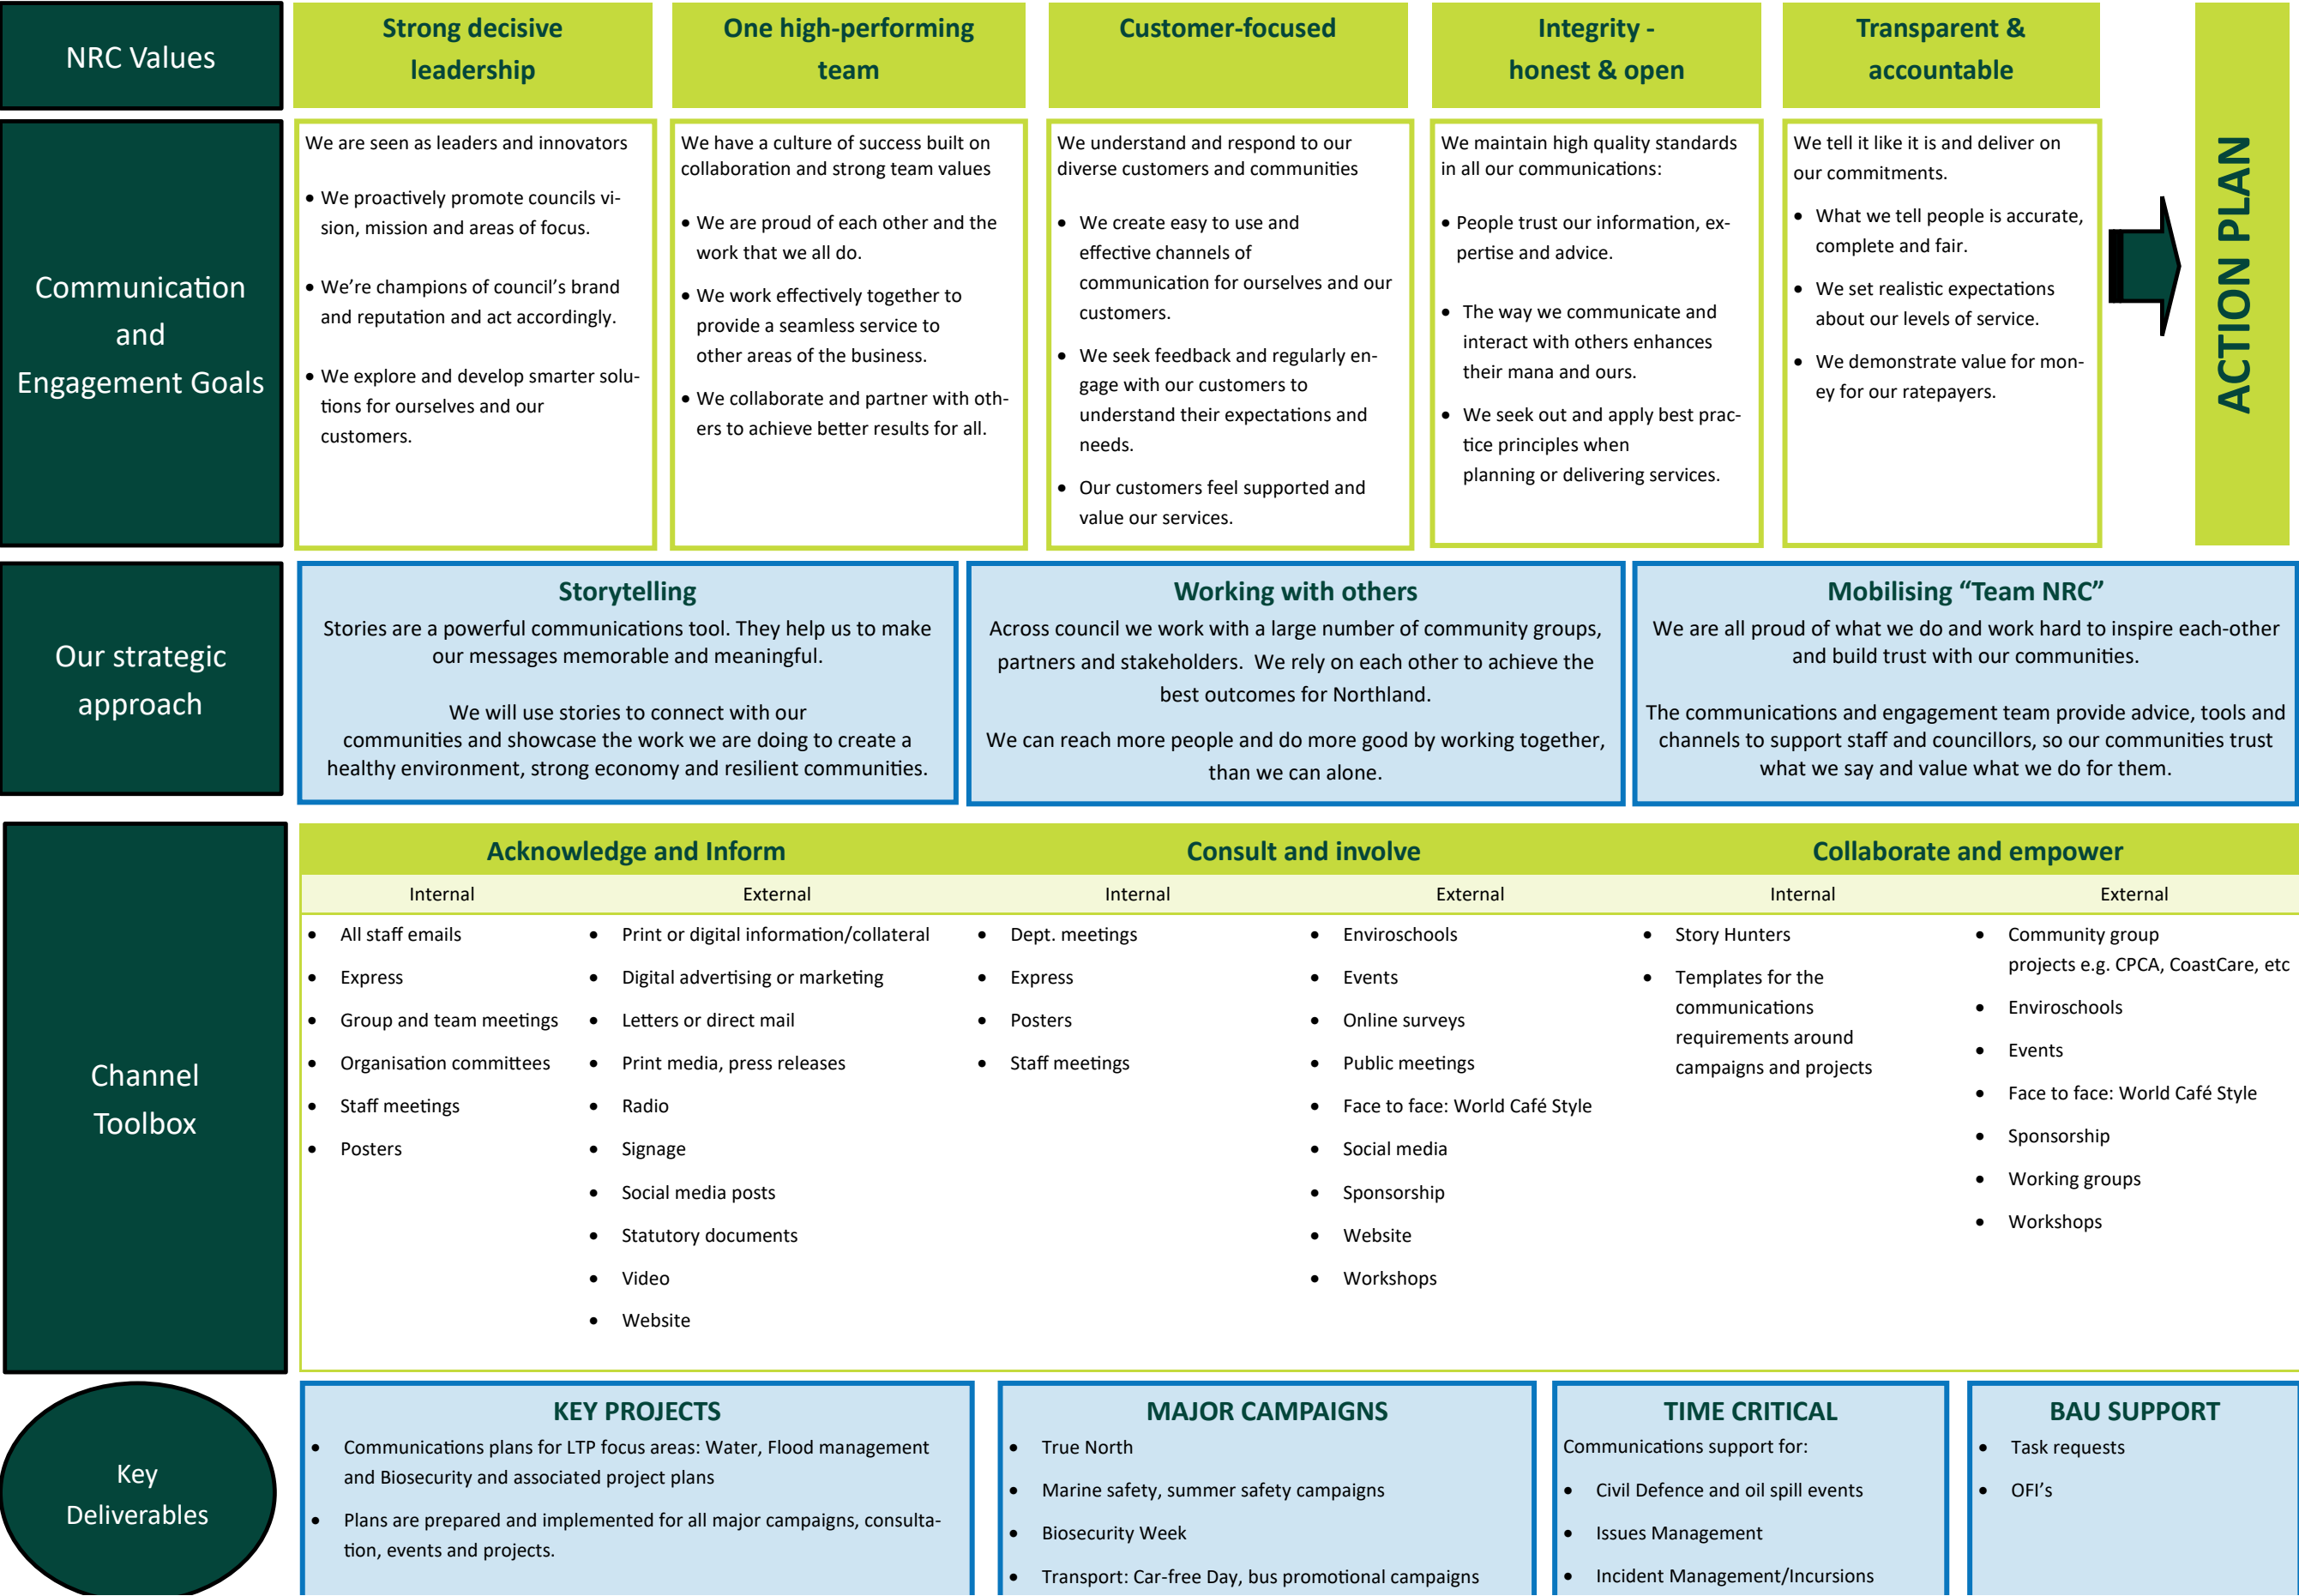 NRC Values
Strong decisive
leadership
One high-performing
team
Customer-focused
Integrity -
honest & open
Transparent &
accountable
ACTION PLAN
Communication
and
Engagement Goals
We are seen as leaders and innovators
• We proactively promote councils vi-
sion, mission and areas of focus.
• We're champions of council's brand
and reputation and act accordingly.
• We explore and develop smarter solu-
tions for ourselves and our
customers.
We have a culture of success built on
collaboration and strong team values
• We are proud of each other and the
work that we all do.
• We work effectively together to
provide a seamless service to
other areas of the business.
• We collaborate and partner with oth-
ers to achieve better results for all.
We understand and respond to our
diverse customers and communities
• We create easy to use and
effective channels of
communication for ourselves and our
customers.
• We seek feedback and regularly en-
gage with our customers to
understand their expectations and
needs.
• Our customers feel supported and
value our services.
We maintain high quality standards
in all our communications:
• People trust our information, ex-
pertise and advice.
• The way we communicate and
interact with others enhances
their mana and ours.
• We seek out and apply best prac-
tice principles when
planning or delivering services.
We tell it like it is and deliver on
our commitments.
• What we tell people is accurate,
complete and fair.
• We set realistic expectations
about our levels of service.
• We demonstrate value for mon-
ey for our ratepayers.
Our strategic
approach
Storytelling
Stories are a powerful communications tool. They help us to make
our messages memorable and meaningful.
We will use stories to connect with our
communities and showcase the work we are doing to create a
healthy environment, strong economy and resilient communities.
Working with others
Across council we work with a large number of community groups,
partners and stakeholders. We rely on each other to achieve the
best outcomes for Northland.
We can reach more people and do more good by working together,
than we can alone.
Mobilising “Team NRC”
We are all proud of what we do and work hard to inspire each-other
and build trust with our communities.
The communications and engagement team provide advice, tools and
channels to support staff and councillors, so our communities trust
what we say and value what we do for them.
Channel
Toolbox
Acknowledge and Inform
Internal
• All staff emails
• Express
• Group and team meetings
• Organisation committees
• Staff meetings
• Posters
External
• Print or digital information/collateral
• Digital advertising or marketing
• Letters or direct mail
• Print media, press releases
• Radio
• Signage
• Social media posts
• Statutory documents
• Video
• Website
Consult and involve
Internal
• Dept. meetings
• Express
• Posters
• Staff meetings
External
• Enviroschools
• Events
• Online surveys
• Public meetings
• Face to face: World Café Style
• Social media
• Sponsorship
• Website
• Workshops
Collaborate and empower
Internal
• Story Hunters
• Templates for the
communications
requirements around
campaigns and projects
External
• Community group
projects e.g. CPCA, CoastCare, etc
• Enviroschools
• Events
• Face to face: World Café Style
• Sponsorship
• Working groups
• Workshops
Key
Deliverables
KEY PROJECTS
• Communications plans for LTP focus areas: Water, Flood management
and Biosecurity and associated project plans
• Plans are prepared and implemented for all major campaigns, consulta-
tion, events and projects.
MAJOR CAMPAIGNS
• True North
• Marine safety, summer safety campaigns
• Biosecurity Week
• Transport: Car-free Day, bus promotional campaigns
TIME CRITICAL
Communications support for:
• Civil Defence and oil spill events
• Issues Management
• Incident Management/Incursions
BAU SUPPORT
• Task requests
• OFI's